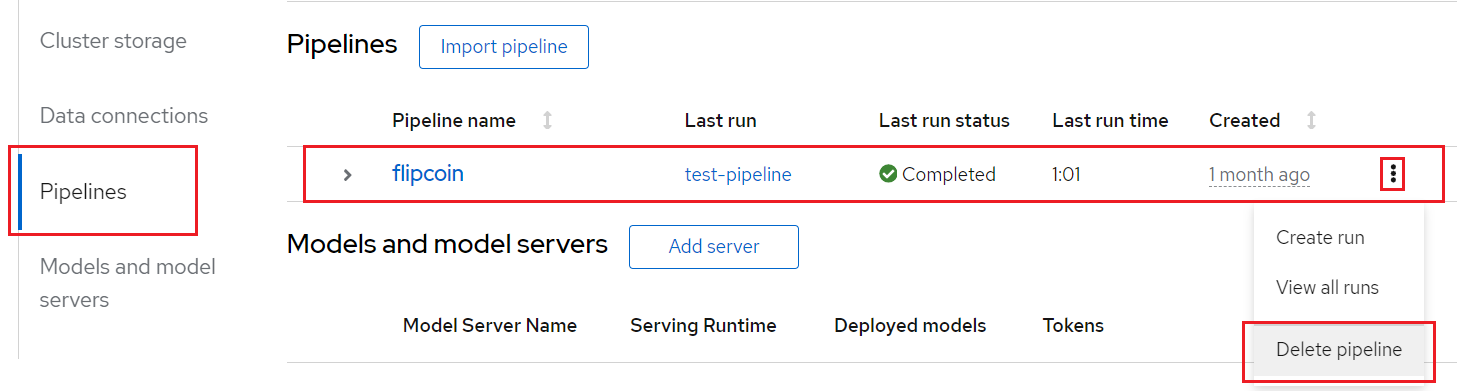 Cluster storage
Data connections
Pipelines
Models and model
servers
Pipelines
Import pipeline
Pipeline name
Last run
Last run status
Last run time
Created
flipcoin
test-pipeline
Completed
1:01
1 month ago
Create run
View all runs
Delete pipeline
Models and model servers
Add server
Model Server Name
Serving Runtime
Deployed models
Tokens